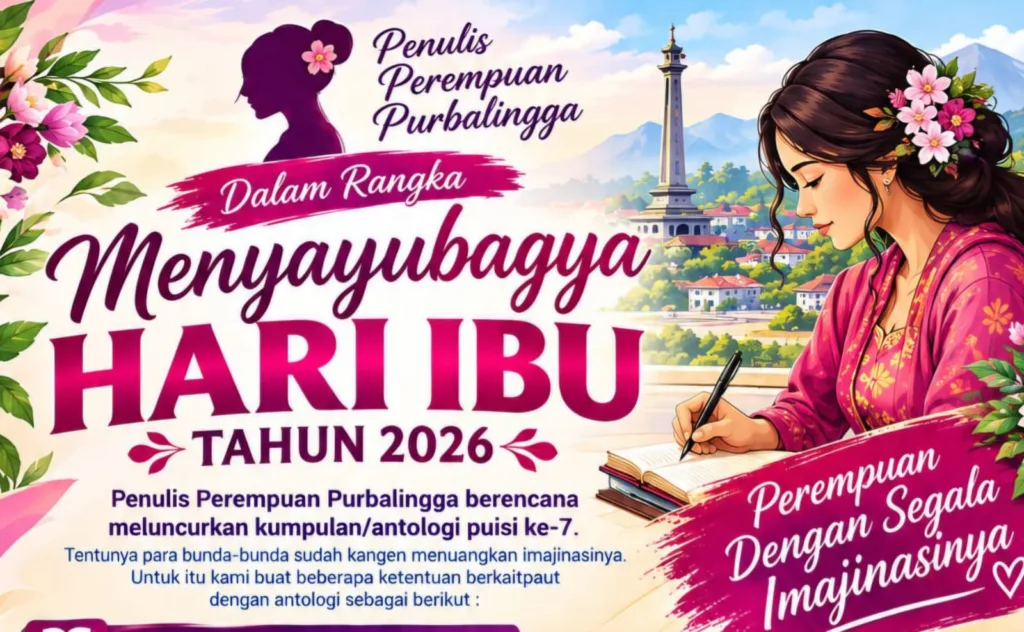 Penulis
Perempuan
Purbalingga
Dalam Rangka
Menyayubagya
HARI IBU
TAHUN 2026
Penulis Perempuan Purbalingga berencana
meluncurkan kumpulan/antologi puisi ke-7.
Tentunya para bunda-bunda sudah kangen menuangkan imajinasinya.
Untuk itu kami buat beberapa ketentuan berkaitpaut
dengan antologi sebagai berikut :
Perempuan
Dengan Segala
Imajinasinya